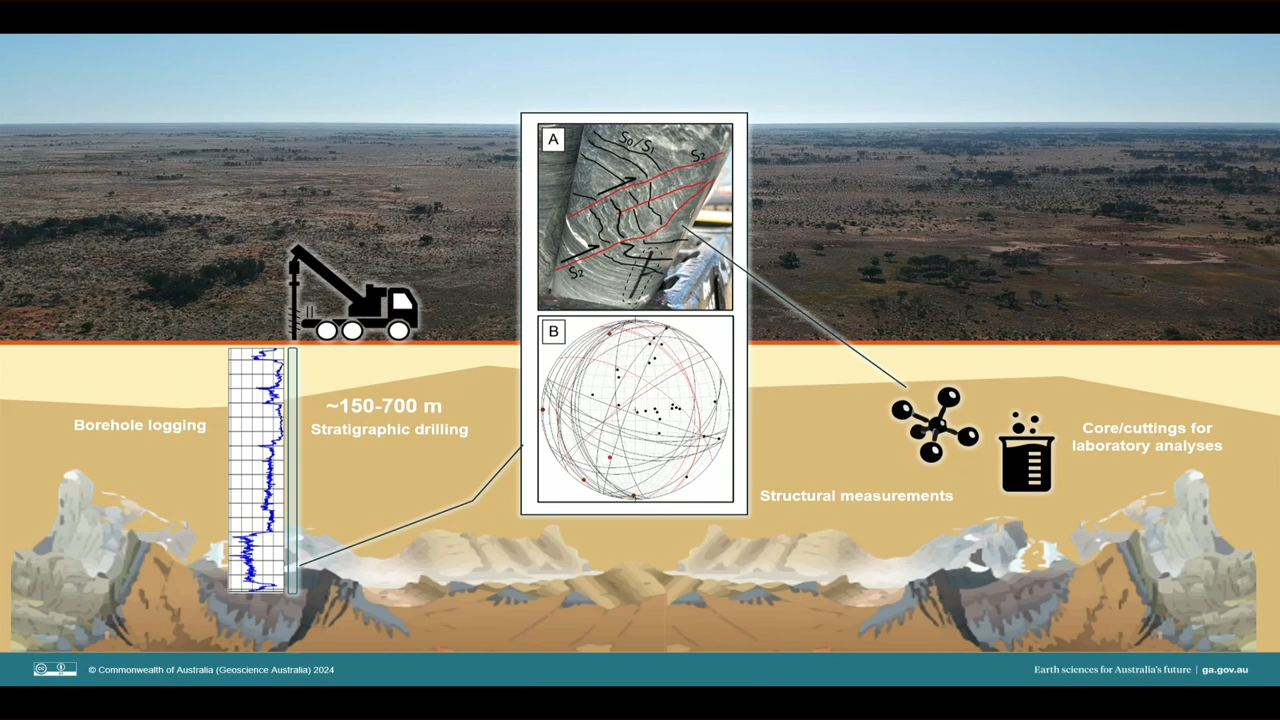 A
S₀/S₁
S₂
S₂
B
Borehole logging
~150-700 m
Stratigraphic drilling
Core/cuttings for
laboratory analyses
Structural measurements
© Commonwealth of Australia (Geoscience Australia) 2024
Earth sciences for Australia's future | ga.gov.au